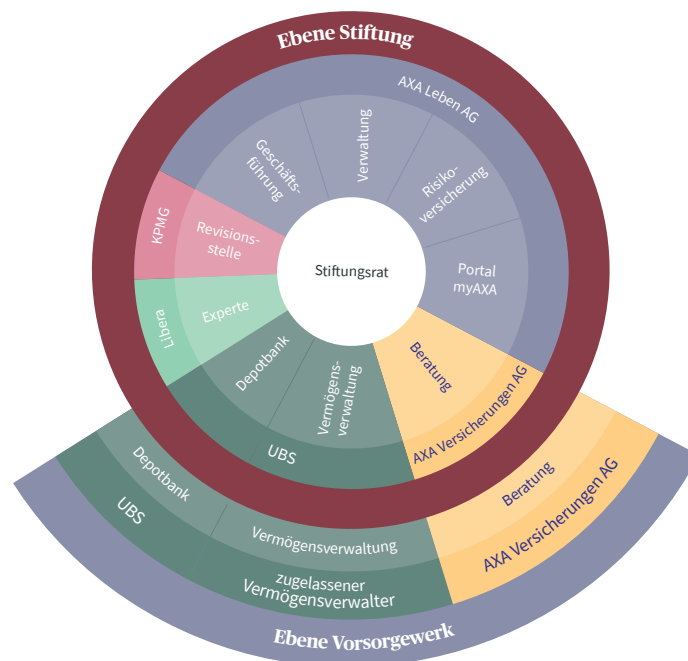 Ebene Stiftung
AXA Leben AG
Geschäfts-
führung
Verwaltung
Risiko-
versicherung
Portal
myAXA
KPMG
Revisions-
stelle
Stiftungsrat
Libera
Experte
Depotbank
Vermögens-
verwaltung
UBS
Beratung
AXA Versicherungen AG
Depotbank
UBS
Vermögensverwaltung
zugelassener
Vermögensverwalter
Beratung
AXA Versicherungen AG
Ebene Vorsorgewerk